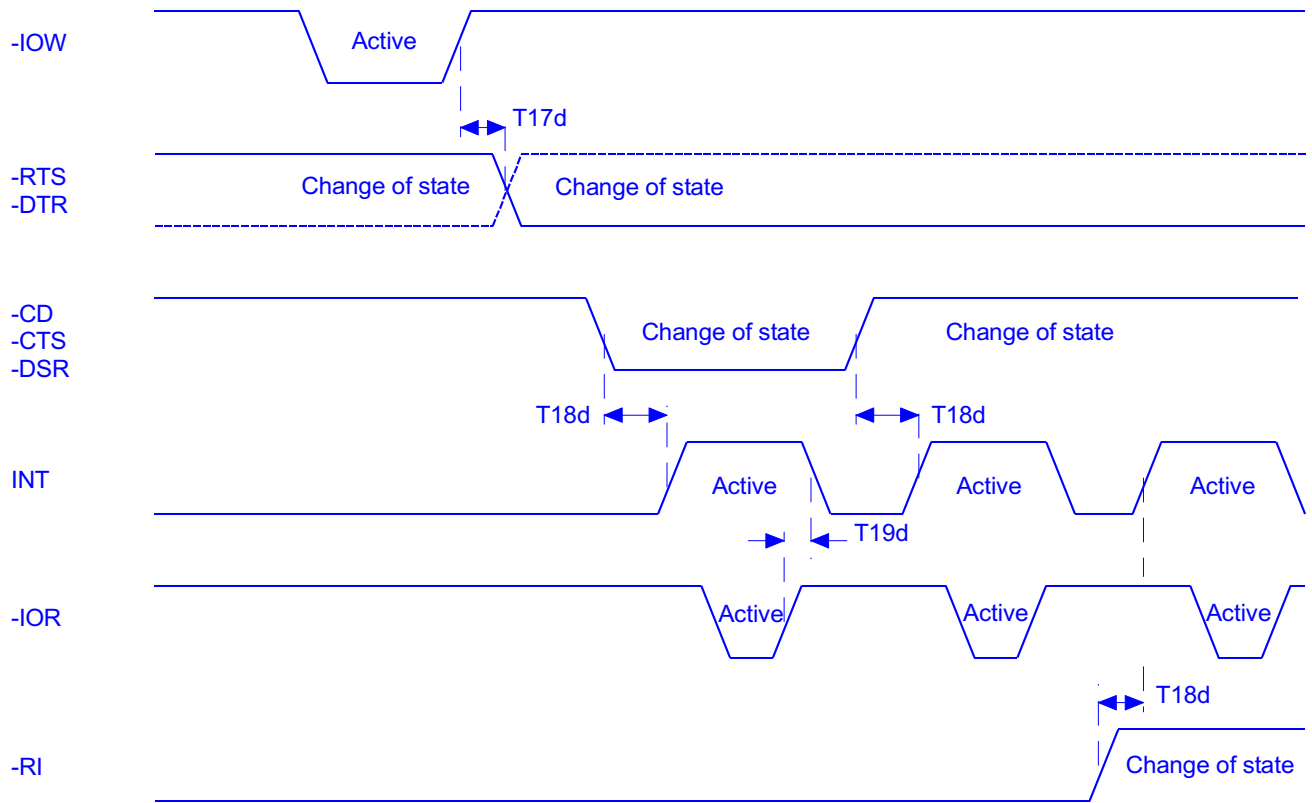 -IOW
Active
T17d
-RTS
-DTR
Change of state
Change of state
-CD
-CTS
-DSR
Change of state
Change of state
T18d
T18d
INT
Active
Active
Active
T19d
-IOR
Active
Active
Active
T18d
-RI
Change of state